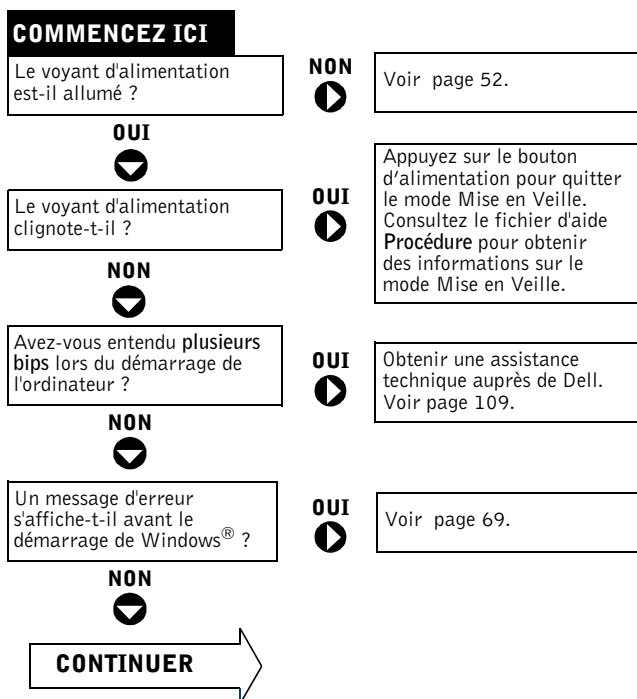 COMMENCEZ ICI
Le voyant d'alimentation
est-il allumé ?
NON
Voir page 52.
OUI
Le voyant d'alimentation
clignote-t-il ?
OUI
Appuyez sur le bouton
d’alimentation pour quitter
le mode Mise en Veille.
Consultez le fichier d'aide
Procédure pour obtenir
des informations sur le
mode Mise en Veille.
NON
Avez-vous entendu plusieurs
bips lors du démarrage de
l'ordinateur ?
OUI
Obtenir une assistance
technique auprès de Dell.
Voir page 109.
NON
Un message d'erreur
s'affiche-t-il avant le
démarrage de Windows® ?
OUI
Voir page 69.
NON
CONTINUER